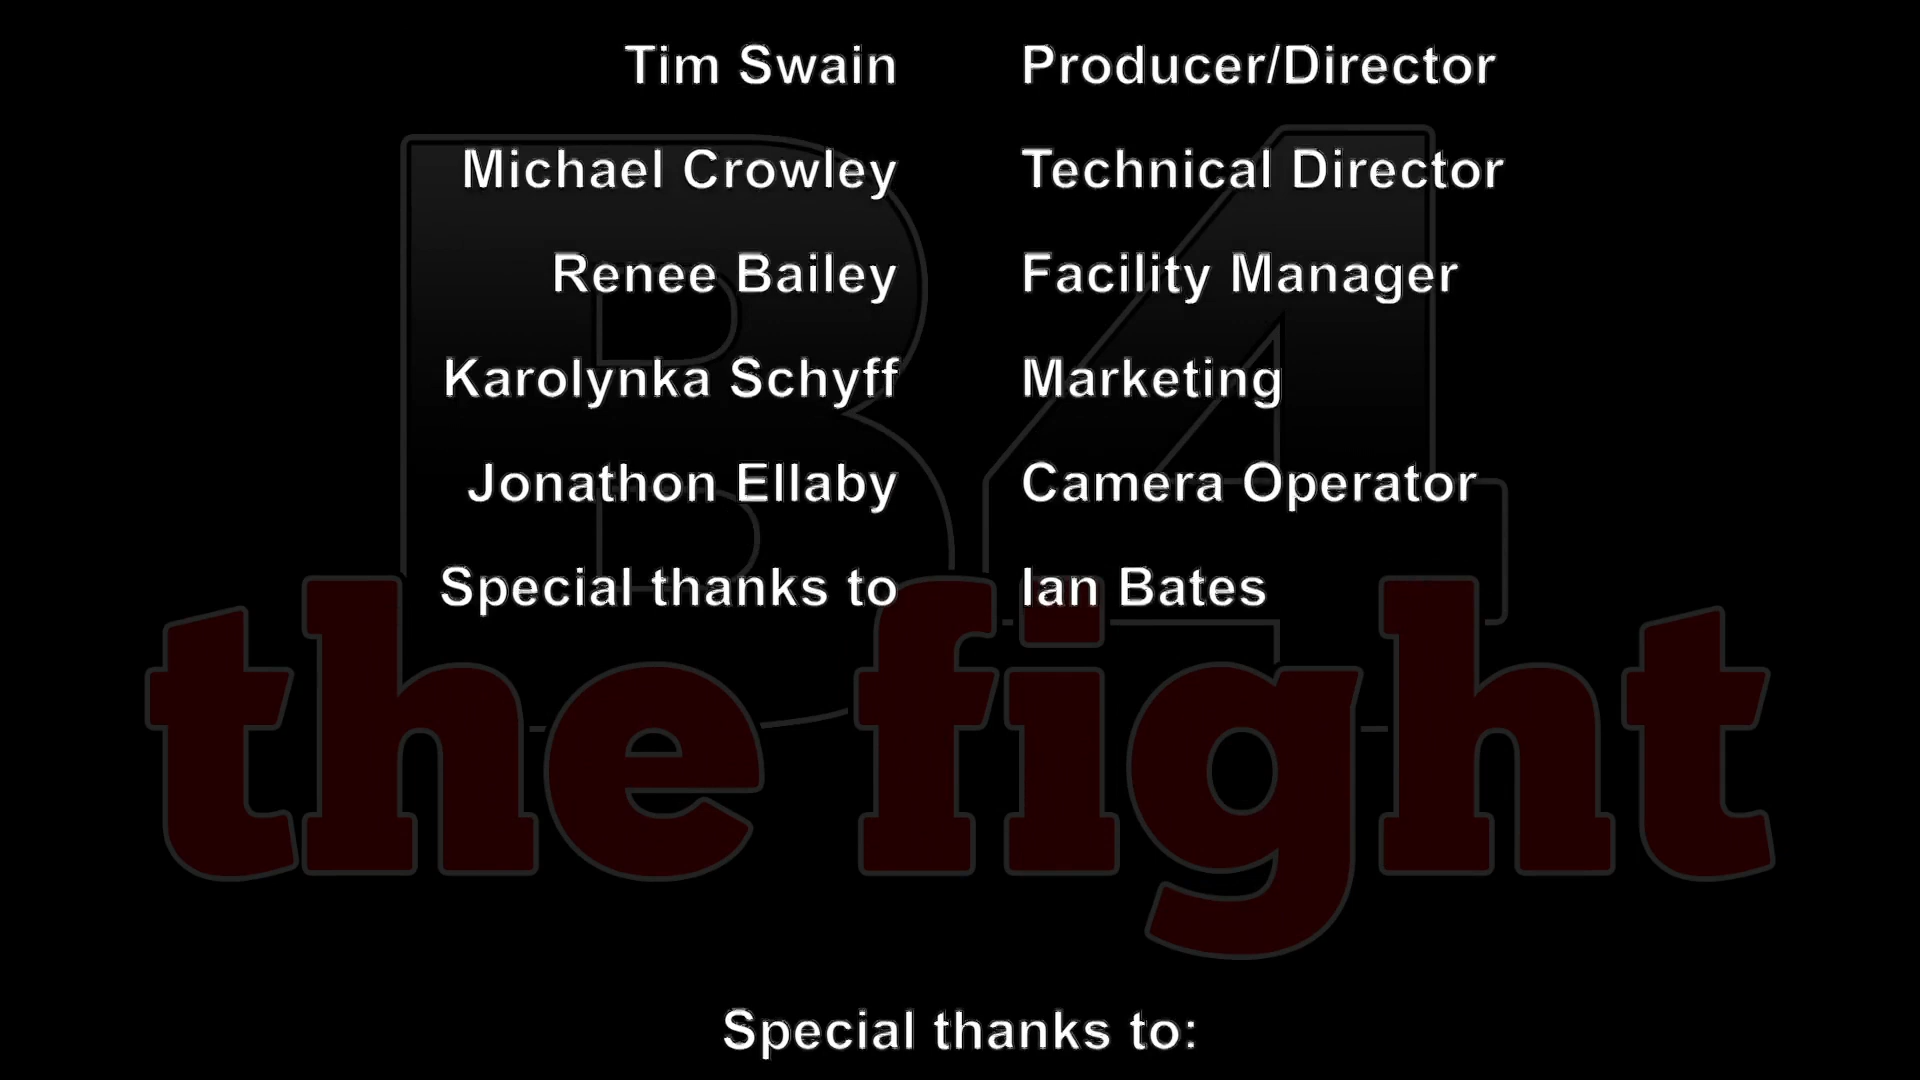 Tim Swain Producer/Director
Michael Crowley Technical Director
Renee Bailey Facility Manager
Karolynka Schyff Marketing
Jonathon Ellaby Camera Operator
Special thanks to Ian Bates
B4
the fight
Special thanks to: